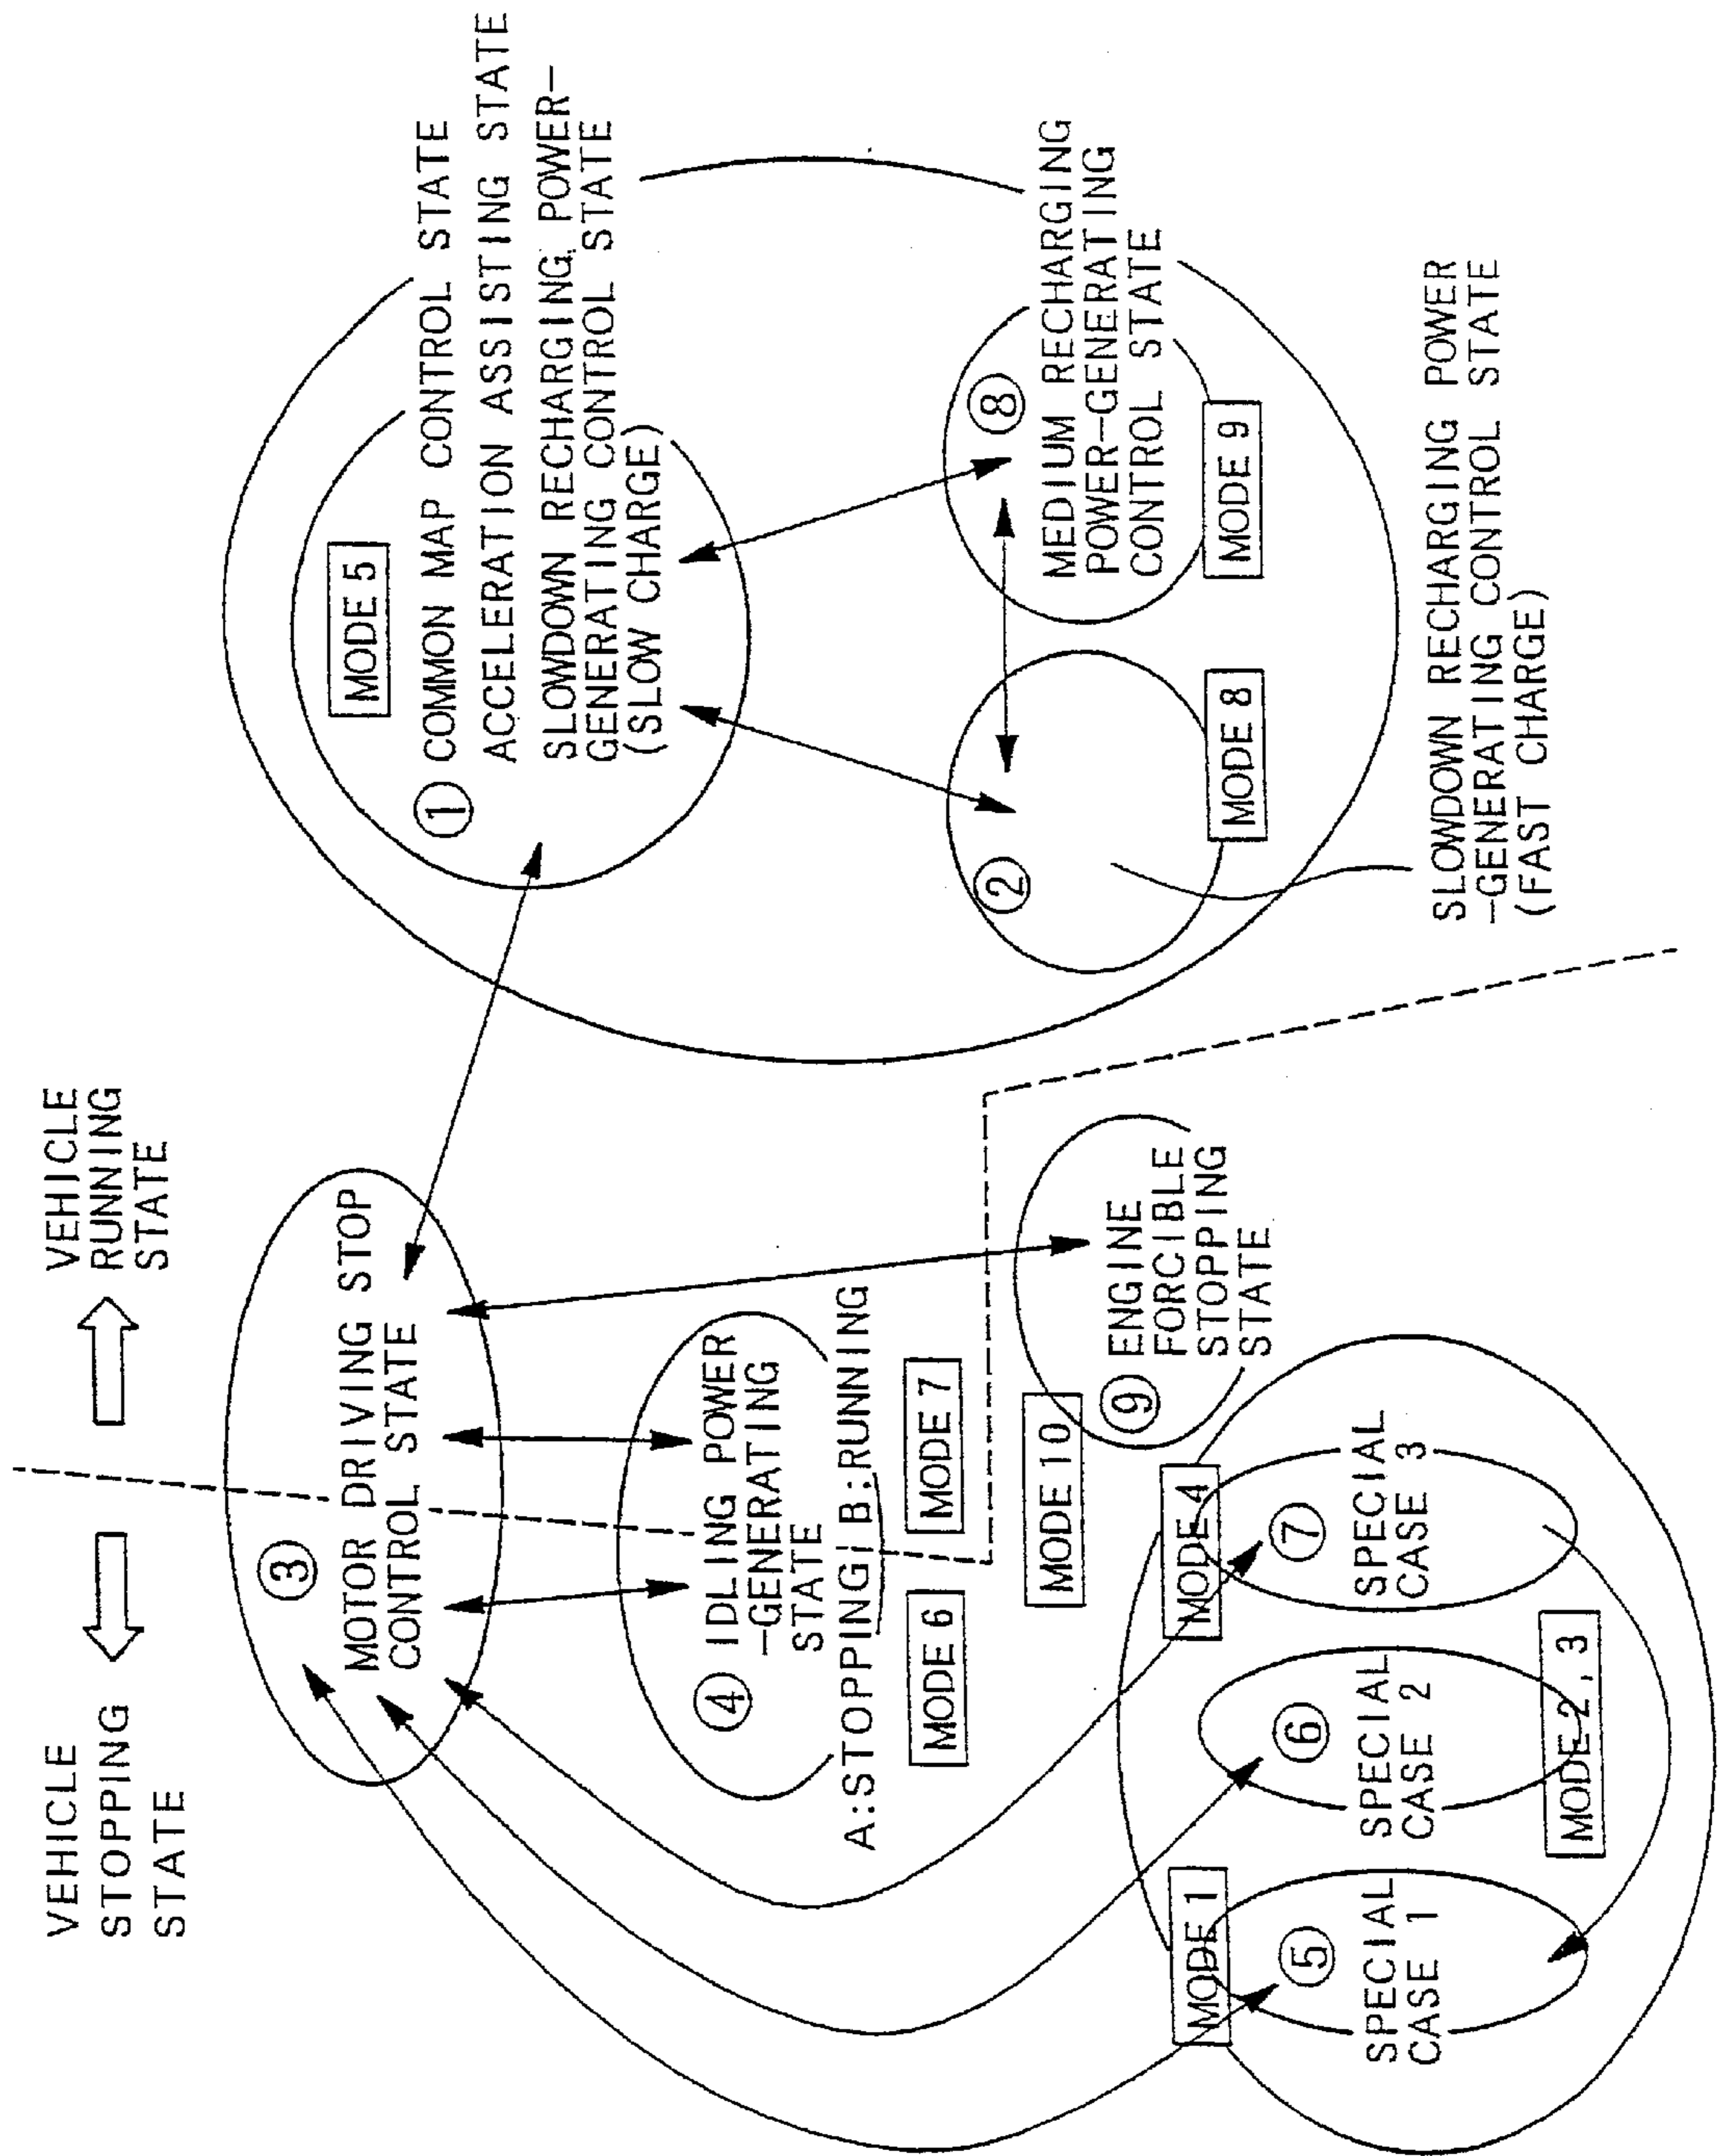 VEHICLE
STOPPING
STATE
VEHICLE
RUNNING
STATE
③
MOTOR DRIVING STOP
CONTROL STATE
④ IDLING POWER
-GENERATING
STATE
A:STOPPING B:RUNNING
MODE 6
MODE 7
MODE 10
⑨ ENGINE
FORCIBLE
STOPPING
STATE
MODE 1
⑤
SPECIAL
CASE 1
⑥
SPECIAL
CASE 2
MODE 2, 3
MODE 4
⑦
SPECIAL
CASE 3
MODE 5
① COMMON MAP CONTROL STATE
ACCELERATION ASSISTING STATE
SLOWDOWN RECHARGING POWER-
GENERATING CONTROL STATE
(SLOW CHARGE)
②
MODE 8
⑧
MEDIUM RECHARGING
POWER-GENERATING
CONTROL STATE
MODE 9
SLOWDOWN RECHARGING POWER
-GENERATING CONTROL STATE
(FAST CHARGE)